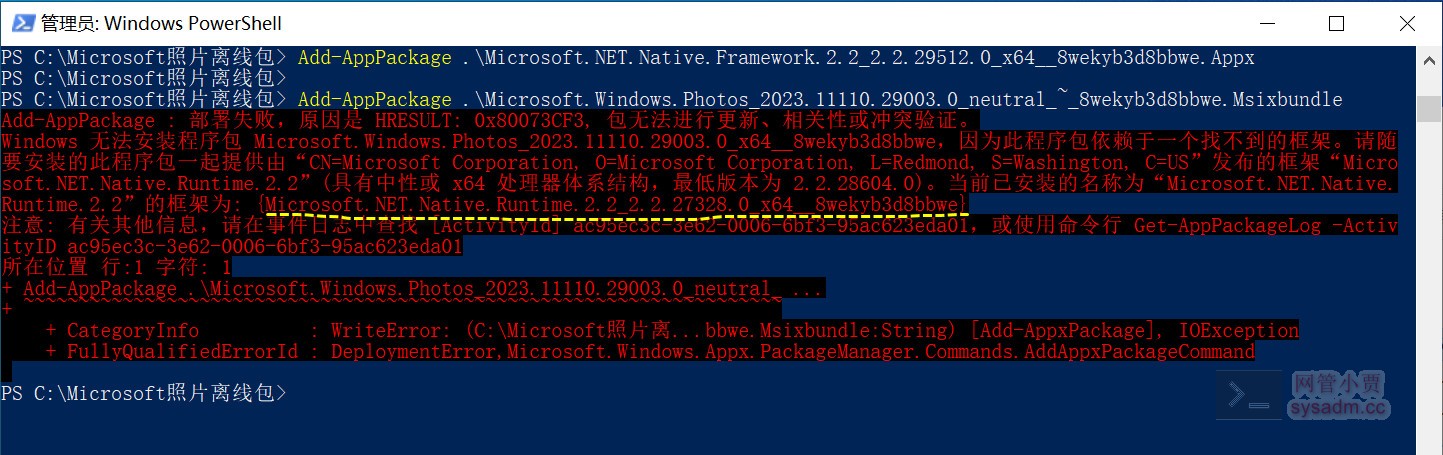 管理员: Windows PowerShell
PS C:\Microsoft照片离线包> Add-AppPackage .\Microsoft.NET.Native.Framework.2.2_2.2.29512.0_x64__8wekyb3d8bbwe.Appx
PS C:\Microsoft照片离线包>
PS C:\Microsoft照片离线包> Add-AppPackage .\Microsoft.Windows.Photos_2023.11110.29003.0_neutral_~_8wekyb3d8bbwe.Msixbundle
Add-AppPackage : 部署失败，原因是 HRESULT: 0x80073CF3, 包无法进行更新、相关性或冲突验证。
Windows 无法安装程序包 Microsoft.Windows.Photos_2023.11110.29003.0_x64__8wekyb3d8bbwe，因为此程序包依赖于一个找不到的框架。请随
要安装的此程序包一起提供由“CN=Microsoft Corporation, O=Microsoft Corporation, L=Redmond, S=Washington, C=US”发布的框架“Micro
soft.NET.Native.Runtime.2.2”(具有中性或 x64 处理器体系结构，最低版本为 2.2.28604.0)。当前已安装的名称为“Microsoft.NET.Native.
Runtime.2.2”的框架为: {Microsoft.NET.Native.Runtime.2.2_2.2.27328.0_x64__8wekyb3d8bbwe}
注意: 有关其他信息，请在事件日志中查找 [ActivityId] ac95ec3c-3e62-0006-6bf3-95ac623eda01，或使用命令行 Get-AppPackageLog -Activ
ityID ac95ec3c-3e62-0006-6bf3-95ac623eda01
所在位置 行:1 字符: 1
+ Add-AppPackage .\Microsoft.Windows.Photos_2023.11110.29003.0_neutral_ ...
+ ~~~~~~~~~~~~~~~~~~~~~~~~~~~~~~~~~~~~~~~~~~~~~~~~~~~~~~~~~~~~~~~~~~~~~
+ CategoryInfo : WriteError: (C:\Microsoft照片离...bbwe.Msixbundle:String) [Add-AppxPackage], IOException
+ FullyQualifiedErrorId : DeploymentError,Microsoft.Windows.Appx.PackageManager.Commands.AddAppxPackageCommand
PS C:\Microsoft照片离线包>
网管小贾
sysadm.cc